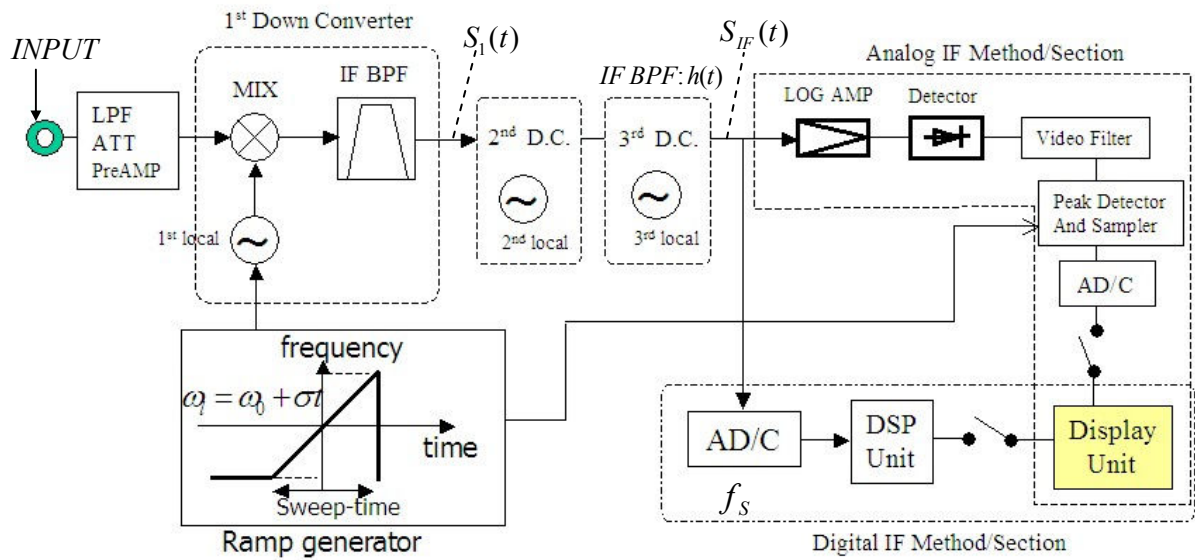 1st Down Converter
INPUT
S1(t)
SIF(t)
Analog IF Method/Section
IF BPF
IF BPF: h(t)
MIX
LOG AMP
Detector
LPF
ATT
PreAMP
2nd D.C.
3rd D.C.
Video Filter
1st local
2nd local
3rd local
Peak Detector
And Sampler
AD/C
frequency
ωl = ω0 + σt
time
Sweep-time
Ramp generator
AD/C
DSP
Unit
Display
Unit
fS
Digital IF Method/Section